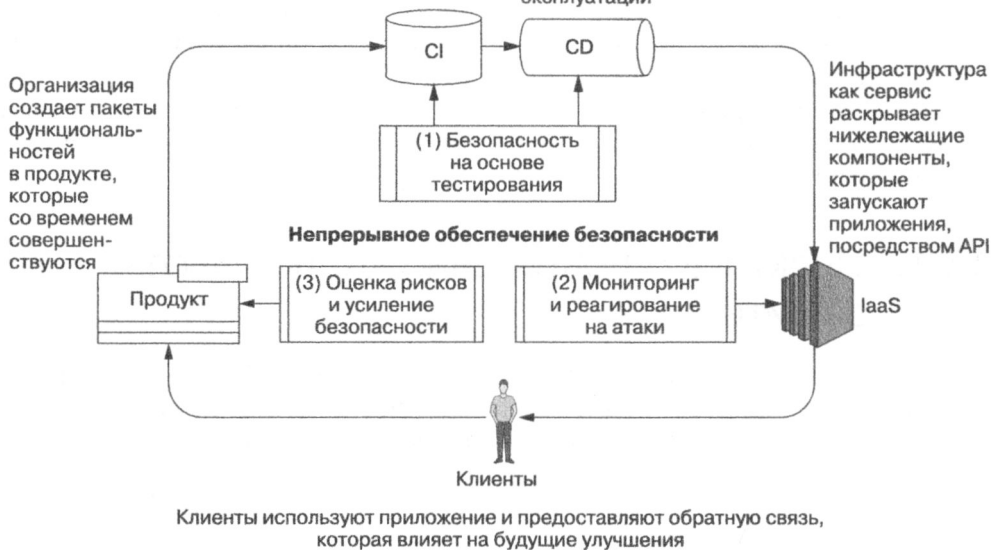 CI
CD
Организация
создает пакеты
функциональ-
ностей
в продукте,
которые
со временем
совершен-
ствуются
(1) Безопасность
на основе
тестирования
Инфраструктура
как сервис
раскрывает
нижележащие
компоненты,
которые
запускают
приложения,
посредством API
Непрерывное обеспечение безопасности
Продукт
(3) Оценка рисков
и усиление
безопасности
(2) Мониторинг
и реагирование
на атаки
IaaS
Клиенты
Клиенты используют приложение и предоставляют обратную связь,
которая влияет на будущие улучшения